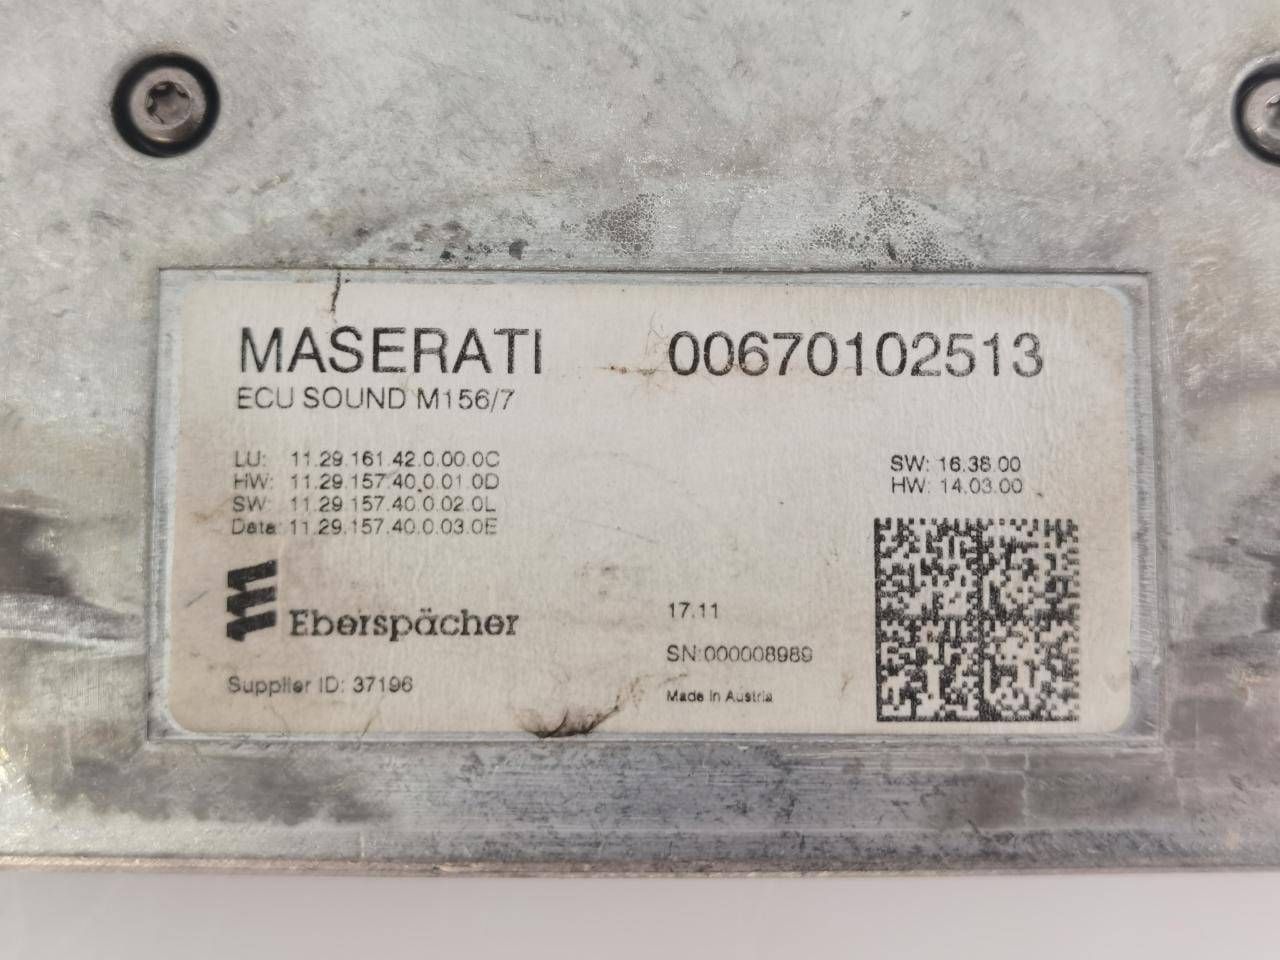 MASERATI 00670102513
ECU SOUND M156/7
LU: 11.29.161.42.0.00.0C
HW: 11.29.157.40.0.01.0D
SW: 11.29.157.40.0.02.0L
Data: 11.29.157.40.0.03.0E
SW: 16.38.00
HW: 14.03.00
Eberspächer
Supplier ID: 37196
17.11
SN:000008989
Made in Austria